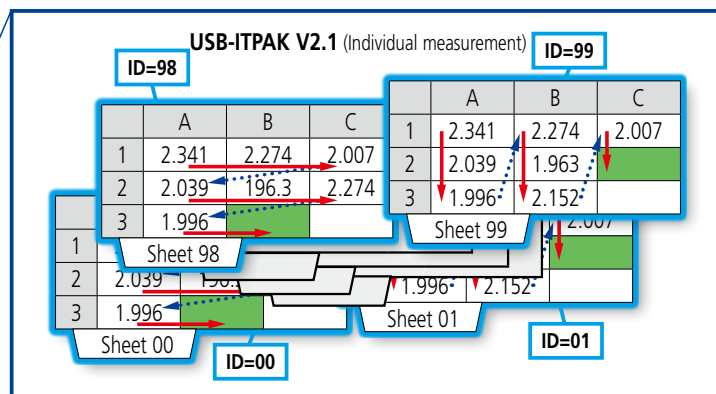 USB-ITPAK V2.1 (Individual measurement)
ID=98
ID=99
A B C
1 2.341 2.274 2.007
2 2.039 196.3 2.274
3 1.996
Sheet 98
A B C
1 2.341 2.274 2.007
2 2.039 1.963
3 1.996 2.152
Sheet 99
1
2 2.039
3 1.996
Sheet 00
ID=00
2.007
1.996 2.152
Sheet 01
ID=01